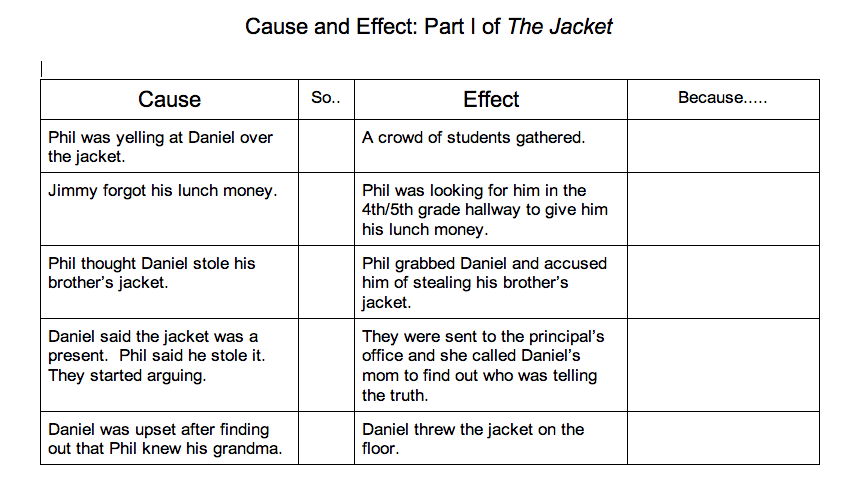 Cause and Effect: Part I of The Jacket
Cause So.. Effect Because.....
Phil was yelling at Daniel over
the jacket.
A crowd of students gathered.
Jimmy forgot his lunch money.
Phil was looking for him in the
4th/5th grade hallway to give him
his lunch money.
Phil thought Daniel stole his
brother’s jacket.
Phil grabbed Daniel and accused
him of stealing his brother’s
jacket.
Daniel said the jacket was a
present.  Phil said he stole it.
They started arguing.
They were sent to the principal’s
office and she called Daniel’s
mom to find out who was telling
the truth.
Daniel was upset after finding
out that Phil knew his grandma.
Daniel threw the jacket on the
floor.